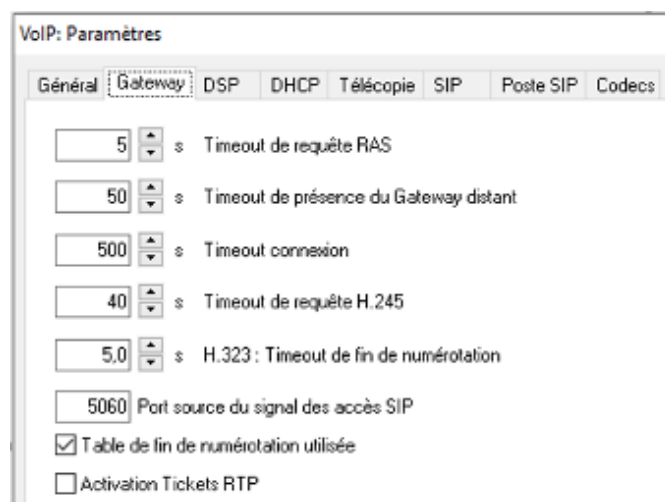 VoIP: Paramètres
Général Gateway DSP DHCP Télécopie SIP Poste SIP Codecs
5 s Timeout de requête RAS
50 s Timeout de présence du Gateway distant
500 s Timeout connexion
40 s Timeout de requête H.245
5,0 s H.323 : Timeout de fin de numérotation
5060 Port source du signal des accès SIP
Table de fin de numérotation utilisée
Activation Tickets RTP